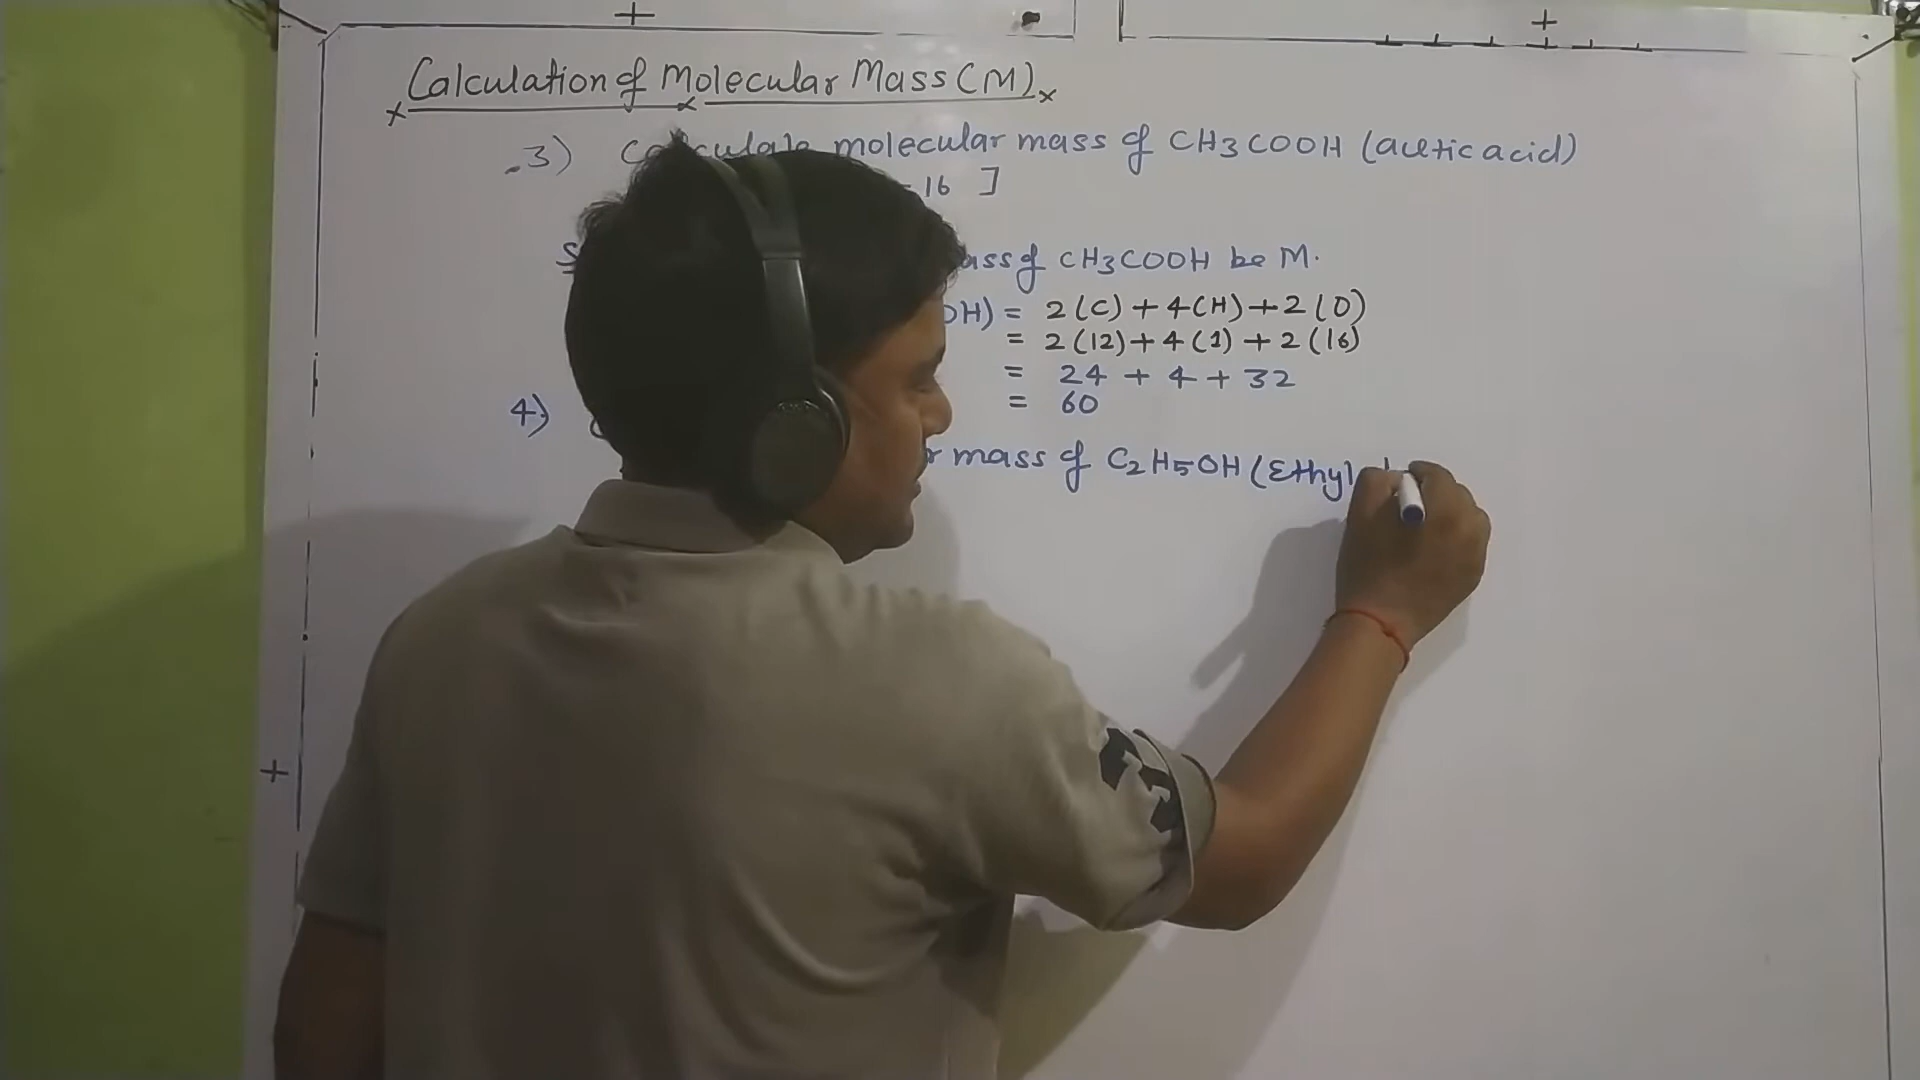 Calculation of Molecular Mass (M)
3) Calculate molecular mass of CH3COOH (acetic acid)
16 ]
mass of CH3COOH be M.
OH) = 2(C) + 4(H) + 2(O)
= 2(12) + 4(1) + 2(16)
= 24 + 4 + 32
= 60
4)
mass of C2H5OH (Ethyl